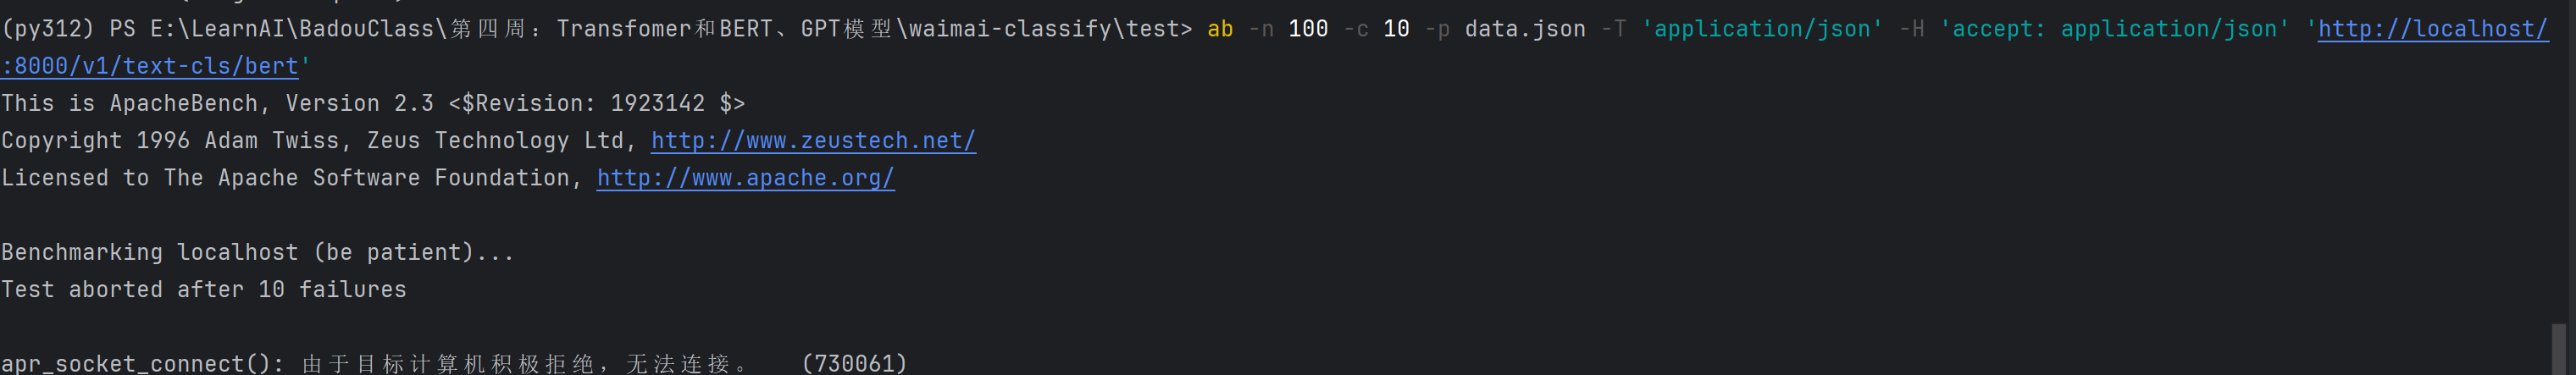 (py312) PS E:\LearnAI\BadouClass\第四周：Transfomer和BERT、GPT模型\waimai-classify\test> ab -n 100 -c 10 -p data.json -T 'application/json' -H 'accept: application/json' 'http://localhost/
:8000/v1/text-cls/bert'
This is ApacheBench, Version 2.3 <$Revision: 1923142 $>
Copyright 1996 Adam Twiss, Zeus Technology Ltd, http://www.zeustech.net/
Licensed to The Apache Software Foundation, http://www.apache.org/
Benchmarking localhost (be patient)...
Test aborted after 10 failures
apr_socket_connect(): 由于目标计算机积极拒绝，无法连接。 (730061)